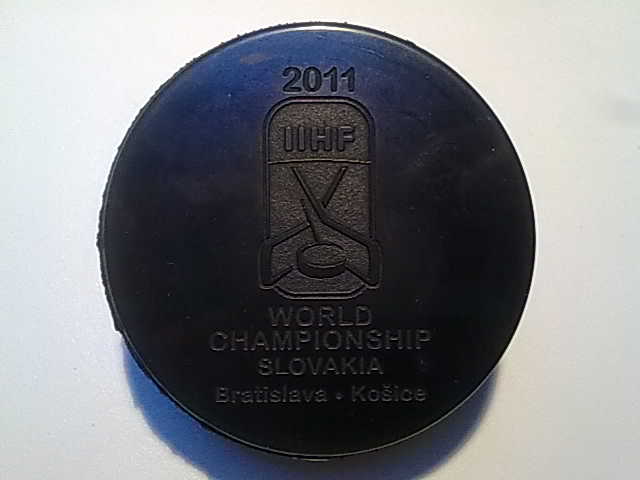 2011
IIHF
WORLD
CHAMPIONSHIP
SLOVAKIA
Bratislava • Košice